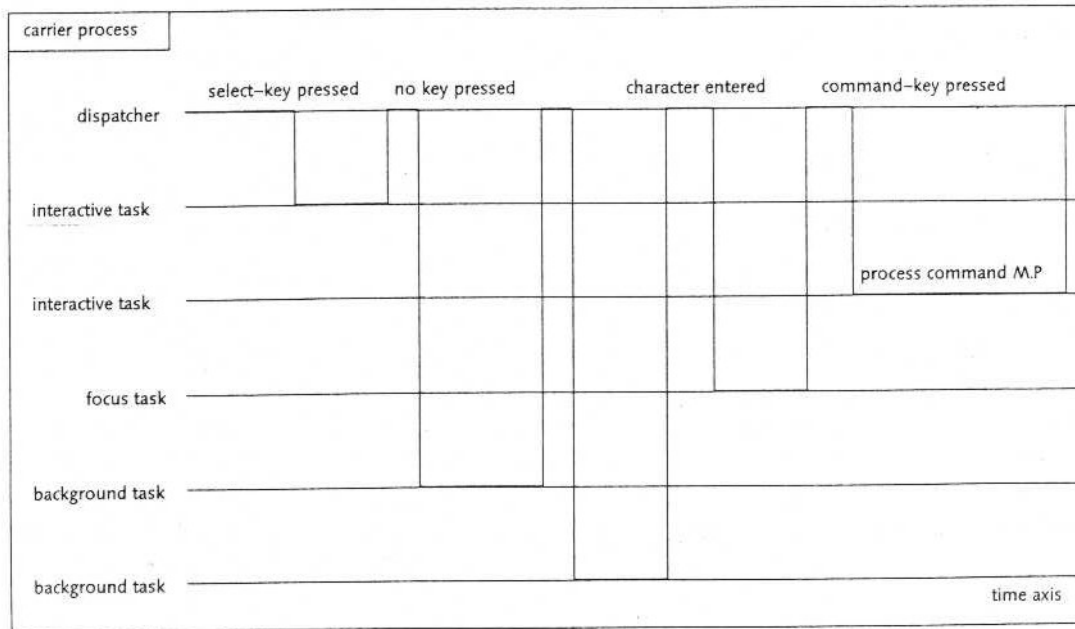 carrier process
select-key pressed no key pressed character entered command-key pressed
dispatcher
interactive task
process command M.P
interactive task
focus task
background task
background task
time axis